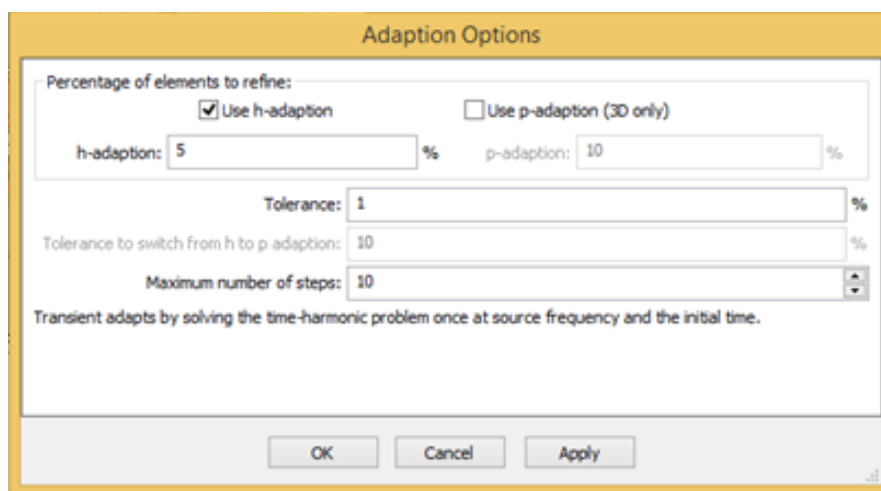 Adaption Options
Percentage of elements to refine:
Use h-adaption Use p-adaption (3D only)
h-adaption: 5 % p-adaption: 10 %
Tolerance: 1 %
Tolerance to switch from h to p adaption: 10 %
Maximum number of steps: 10
Transient adapts by solving the time-harmonic problem once at source frequency and the initial time.
OK Cancel Apply